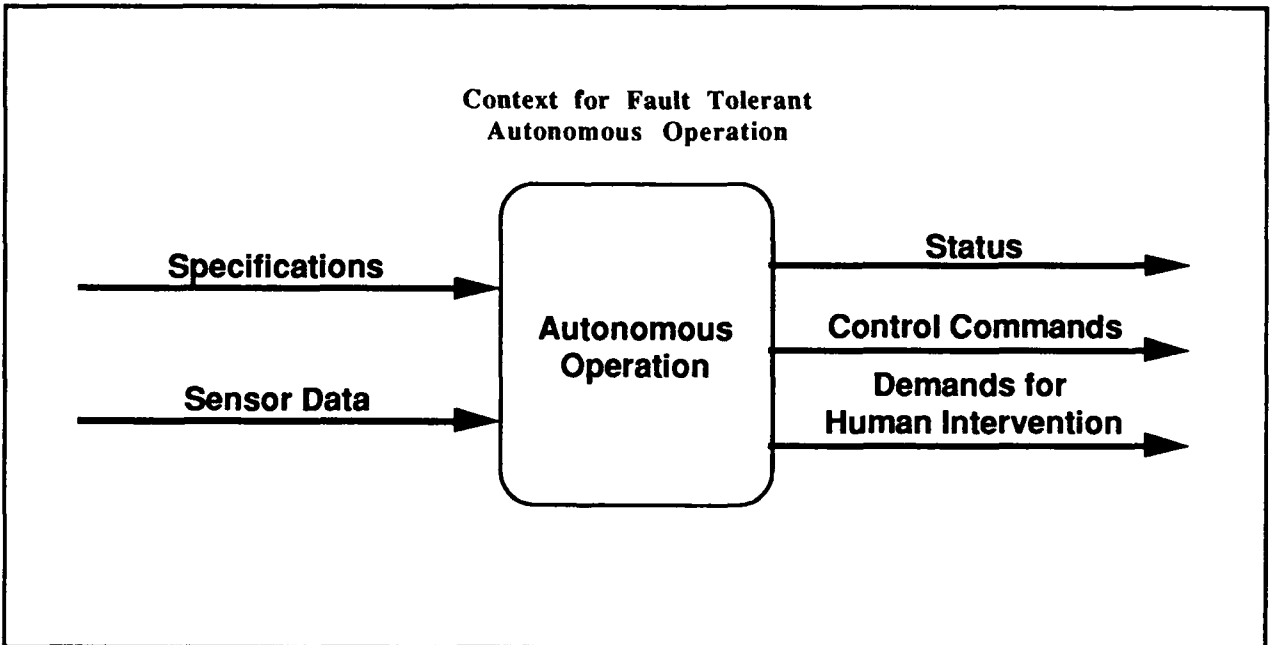 Context for Fault Tolerant
Autonomous Operation
Specifications
Sensor Data
Autonomous
Operation
Status
Control Commands
Demands for
Human Intervention